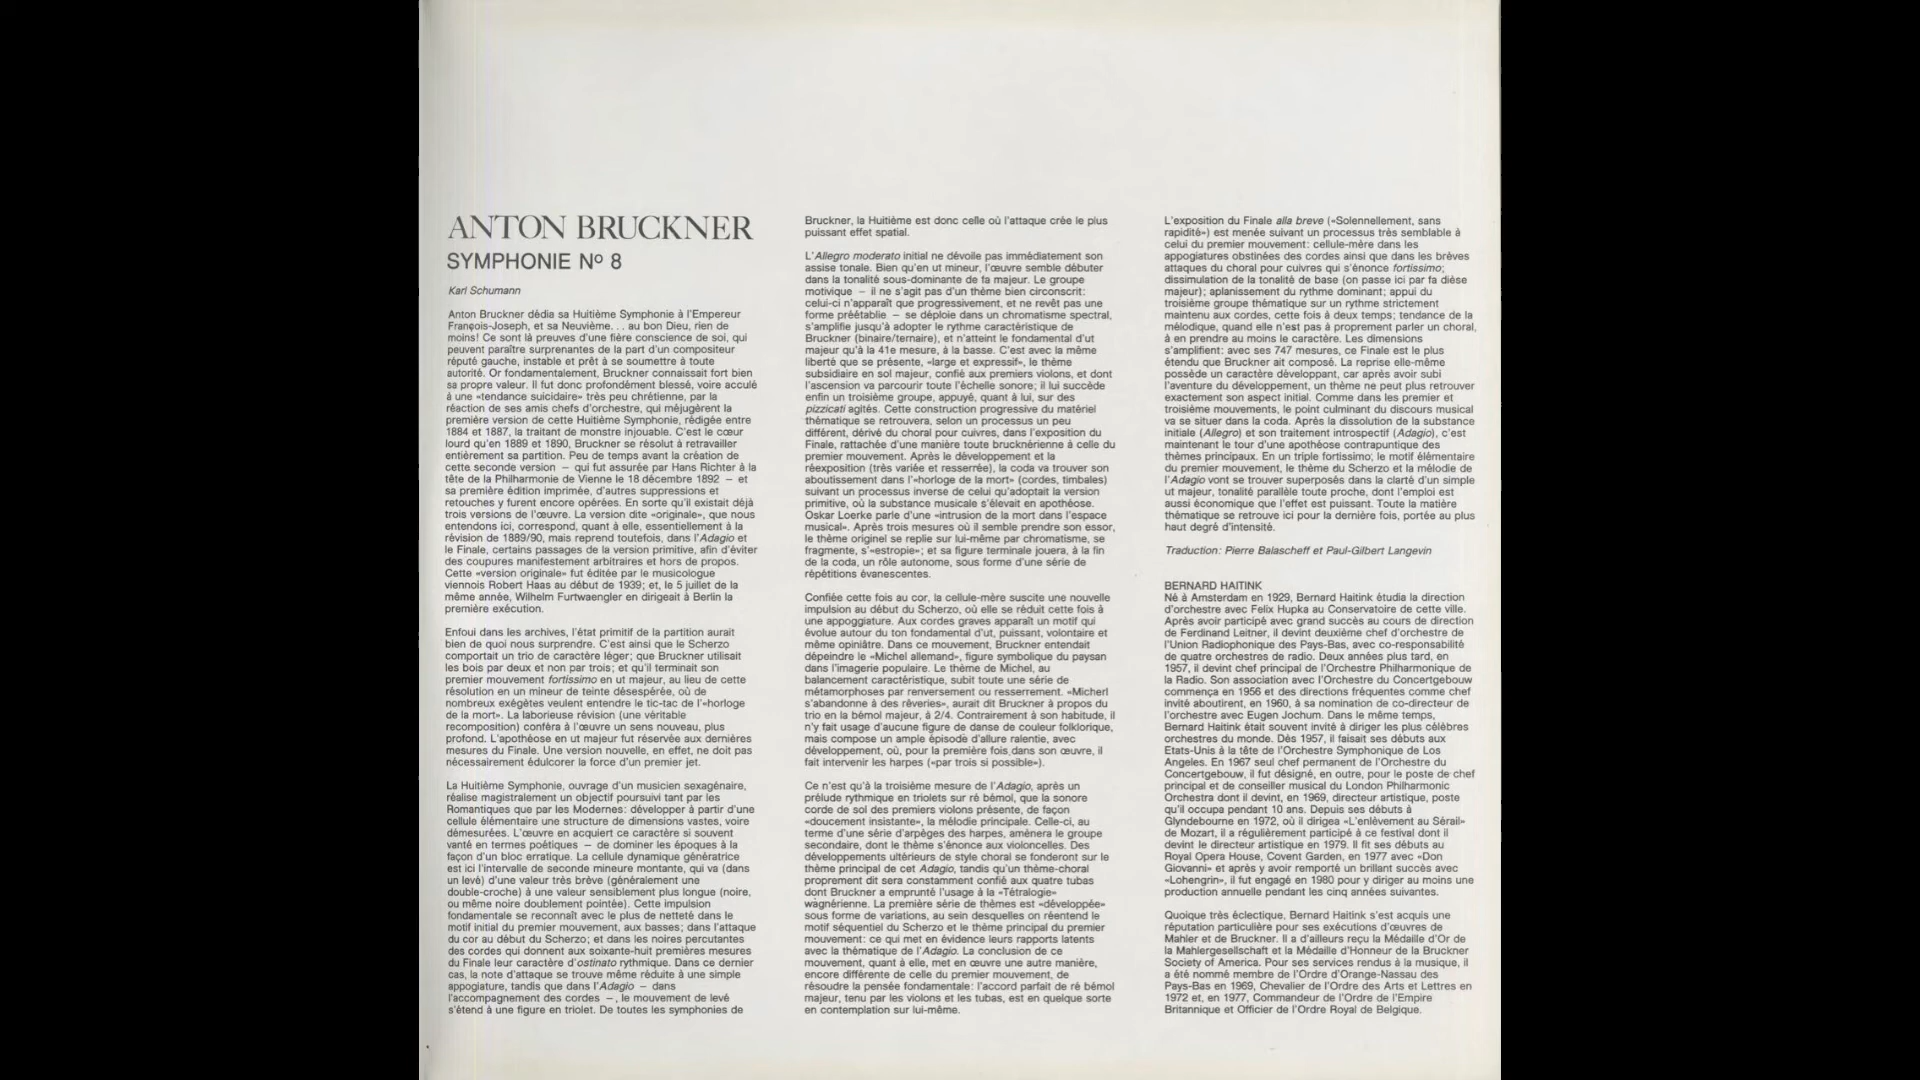 ANTON BRUCKNER
SYMPHONIE Nº 8
Karl Schumann
Anton Bruckner dédia sa Huitième Symphonie à l'Empereur
François-Joseph, et sa Neuvième. . . au bon Dieu, rien de
moins! Ce sont là preuves d'une fière conscience de soi, qui
peuvent paraître surprenantes de la part d'un compositeur
réputé gauche, instable et prêt à se soumettre à toute
autorité. Or fondamentalement, Bruckner connaissait fort bien
sa propre valeur. Il fut donc profondément blessé, voire acculé
à une «tendance suicidaire» très peu chrétienne, par la
réaction de ses amis chefs d'orchestre, qui méjugèrent la
première version de cette Huitième Symphonie, rédigée entre
1884 et 1887, la traitant de monstre injouable. C'est le cœur
lourd qu'en 1889 et 1890, Bruckner se résolut à retravailler
entièrement sa partition. Peu de temps avant la création de
cette seconde version – qui fut assurée par Hans Richter à la
tête de la Philharmonie de Vienne le 18 décembre 1892 – et
sa première édition imprimée, d'autres suppressions et
retouches y furent encore opérées. En sorte qu'il existait déjà
trois versions de l'œuvre. La version dite «originale», que nous
entendons ici, correspond, quant à elle, essentiellement à la
révision de 1889/90, mais reprend toutefois, dans l'Adagio et
le Finale, certains passages de la version primitive, afin d'éviter
des coupures manifestement arbitraires et hors de propos.
Cette «version originale» fut éditée par le musicologue
viennois Robert Haas au début de 1939; et, le 5 juillet de la
même année, Wilhelm Furtwaengler en dirigeait à Berlin la
première exécution.
Enfoui dans les archives, l'état primitif de la partition aurait
bien de quoi nous surprendre. C'est ainsi que le Scherzo
comportait un trio de caractère léger; que Bruckner utilisait
les bois par deux et non par trois; et qu'il terminait son
premier mouvement fortissimo en ut majeur, au lieu de cette
résolution en un mineur de teinte désespérée, où de
nombreux exégètes veulent entendre le tic-tac de l'«horloge
de la mort». La laborieuse révision (une véritable
recomposition) conféra à l'œuvre un sens nouveau, plus
profond. L'apothéose en ut majeur fut réservée aux dernières
mesures du Finale. Une version nouvelle, en effet, ne doit pas
nécessairement édulcorer la force d'un premier jet.
La Huitième Symphonie, ouvrage d'un musicien sexagénaire,
réalise magistralement un objectif poursuivi tant par les
Romantiques que par les Modernes: développer à partir d'une
cellule élémentaire une structure de dimensions vastes, voire
démesurées. L'œuvre en acquiert ce caractère si souvent
vanté en termes poétiques – de dominer les époques à la
façon d'un bloc erratique. La cellule dynamique génératrice
est ici l'intervalle de seconde mineure montante, qui va (dans
un levé) d'une valeur très brève (généralement une
double-croche) à une valeur sensiblement plus longue (noire,
ou même noire doublement pointée). Cette impulsion
fondamentale se reconnaît avec le plus de netteté dans le
motif initial du premier mouvement, aux basses; dans l'attaque
du cor au début du Scherzo; et dans les noires percutantes
des cordes qui donnent aux soixante-huit premières mesures
du Finale leur caractère d'ostinato rythmique. Dans ce dernier
cas, la note d'attaque se trouve même réduite à une simple
appogiature, tandis que dans l'Adagio – dans
l'accompagnement des cordes –, le mouvement de levé
s'étend à une figure en triolet. De toutes les symphonies de
Bruckner, la Huitième est donc celle où l'attaque crée le plus
puissant effet spatial.
L'Allegro moderato initial ne dévoile pas immédiatement son
assise tonale. Bien qu'en ut mineur, l'œuvre semble débuter
dans la tonalité sous-dominante de fa majeur. Le groupe
motivique – il ne s'agit pas d'un thème bien circonscrit:
celui-ci n'apparaît que progressivement, et ne revêt pas une
forme préétablie – se déploie dans un chromatisme spectral,
s'amplifie jusqu'à adopter le rythme caractéristique de
Bruckner (binaire/ternaire), et n'atteint le fondamental d'ut
majeur qu'à la 41e mesure, à la basse. C'est avec la même
liberté que se présente, «large et expressif», le thème
subsidiaire en sol majeur, confié aux premiers violons, et dont
l'ascension va parcourir toute l'échelle sonore; il lui succède
enfin un troisième groupe, appuyé, quant à lui, sur des
pizzicati agités. Cette construction progressive du matériel
thématique se retrouvera, selon un processus un peu
différent, dérivé du choral pour cuivres, dans l'exposition du
Finale, rattachée d'une manière toute brucknérienne à celle du
premier mouvement. Après le développement et la
réexposition (très variée et resserrée), la coda va trouver son
aboutissement dans l'«horloge de la mort» (cordes, timbales)
suivant un processus inverse de celui qu'adoptait la version
primitive, où la substance musicale s'élevait en apothéose.
Oskar Loerke parle d'une «intrusion de la mort dans l'espace
musical». Après trois mesures où il semble prendre son essor,
le thème originel se replie sur lui-même par chromatisme, se
fragmente, s'«estropie»; et sa figure terminale jouera, à la fin
de la coda, un rôle autonome, sous forme d'une série de
répétitions évanescentes.
Confiée cette fois au cor, la cellule-mère suscite une nouvelle
impulsion au début du Scherzo, où elle se réduit cette fois à
une appoggiature. Aux cordes graves apparaît un motif qui
évolue autour du ton fondamental d'ut, puissant, volontaire et
même opiniâtre. Dans ce mouvement, Bruckner entendait
dépeindre le «Michel allemand», figure symbolique du paysan
dans l'imagerie populaire. Le thème de Michel, au
balancement caractéristique, subit toute une série de
métamorphoses par renversement ou resserrement. «Micherl
s'abandonne à des rêveries», aurait dit Bruckner à propos du
trio en la bémol majeur, à 2/4. Contrairement à son habitude, il
n'y fait usage d'aucune figure de danse de couleur folklorique,
mais compose un ample épisode d'allure ralentie, avec
développement, où, pour la première fois dans son œuvre, il
fait intervenir les harpes («par trois si possible»).
Ce n'est qu'à la troisième mesure de l'Adagio, après un
prélude rythmique en triolets sur ré bémol, que la sonore
corde de sol des premiers violons présente, de façon
«doucement insistante», la mélodie principale. Celle-ci, au
terme d'une série d'arpèges des harpes, amènera le groupe
secondaire, dont le thème s'énonce aux violoncelles. Des
développements ultérieurs de style choral se fonderont sur le
thème principal de cet Adagio, tandis qu'un thème-choral
proprement dit sera constamment confié aux quatre tubas
dont Bruckner a emprunté l'usage à la «Tétralogie»
wagnérienne. La première série de thèmes est «développée»
sous forme de variations, au sein desquelles on réentend le
motif séquentiel du Scherzo et le thème principal du premier
mouvement: ce qui met en évidence leurs rapports latents
avec la thématique de l'Adagio. La conclusion de ce
mouvement, quant à elle, met en œuvre une autre manière,
encore différente de celle du premier mouvement, de
résoudre la pensée fondamentale: l'accord parfait de ré bémol
majeur, tenu par les violons et les tubas, est en quelque sorte
en contemplation sur lui-même.
L'exposition du Finale alla breve («Solennellement, sans
rapidité») est menée suivant un processus très semblable à
celui du premier mouvement: cellule-mère dans les
appogiatures obstinées des cordes ainsi que dans les brèves
attaques du choral pour cuivres qui s'énonce fortissimo;
dissimulation de la tonalité de base (on passe ici par fa dièse
majeur); aplanissement du rythme dominant; appui du
troisième groupe thématique sur un rythme strictement
maintenu aux cordes, cette fois à deux temps; tendance de la
mélodique, quand elle n'est pas à proprement parler un choral,
à en prendre au moins le caractère. Les dimensions
s'amplifient: avec ses 747 mesures, ce Finale est le plus
étendu que Bruckner ait composé. La reprise elle-même
possède un caractère développant, car après avoir subi
l'aventure du développement, un thème ne peut plus retrouver
exactement son aspect initial. Comme dans les premier et
troisième mouvements, le point culminant du discours musical
va se situer dans la coda. Après la dissolution de la substance
initiale (Allegro) et son traitement introspectif (Adagio), c'est
maintenant le tour d'une apothéose contrapuntique des
thèmes principaux. En un triple fortissimo; le motif élémentaire
du premier mouvement, le thème du Scherzo et la mélodie de
l'Adagio vont se trouver superposés dans la clarté d'un simple
ut majeur, tonalité parallèle toute proche, dont l'emploi est
aussi économique que l'effet est puissant. Toute la matière
thématique se retrouve ici pour la dernière fois, portée au plus
haut degré d'intensité.
Traduction: Pierre Balascheff et Paul-Gilbert Langevin
BERNARD HAITINK
Né à Amsterdam en 1929, Bernard Haitink étudia la direction
d'orchestre avec Felix Hupka au Conservatoire de cette ville.
Après avoir participé avec grand succès au cours de direction
de Ferdinand Leitner, il devint deuxième chef d'orchestre de
l'Union Radiophonique des Pays-Bas, avec co-responsabilité
de quatre orchestres de radio. Deux années plus tard, en
1957, il devint chef principal de l'Orchestre Philharmonique de
la Radio. Son association avec l'Orchestre du Concertgebouw
commença en 1956 et des directions fréquentes comme chef
invité aboutirent, en 1960, à sa nomination de co-directeur de
l'orchestre avec Eugen Jochum. Dans le même temps,
Bernard Haitink était souvent invité à diriger les plus célèbres
orchestres du monde. Dès 1957, il faisait ses débuts aux
Etats-Unis à la tête de l'Orchestre Symphonique de Los
Angeles. En 1967 seul chef permanent de l'Orchestre du
Concertgebouw, il fut désigné, en outre, pour le poste de chef
principal et de conseiller musical du London Philharmonic
Orchestra dont il devint, en 1969, directeur artistique, poste
qu'il occupa pendant 10 ans. Depuis ses débuts à
Glyndebourne en 1972, où il dirigea «L'enlèvement au Sérail»
de Mozart, il a régulièrement participé à ce festival dont il
devint le directeur artistique en 1979. Il fit ses débuts au
Royal Opera House, Covent Garden, en 1977 avec «Don
Giovanni» et après y avoir remporté un brillant succès avec
«Lohengrin», il fut engagé en 1980 pour y diriger au moins une
production annuelle pendant les cinq années suivantes.
Quoique très éclectique, Bernard Haitink s'est acquis une
réputation particulière pour ses exécutions d'œuvres de
Mahler et de Bruckner. Il a d'ailleurs reçu la Médaille d'Or de
la Mahlergesellschaft et la Médaille d'Honneur de la Bruckner
Society of America. Pour ses services rendus à la musique, il
a été nommé membre de l'Ordre d'Orange-Nassau des
Pays-Bas en 1969, Chevalier de l'Ordre des Arts et Lettres en
1972 et, en 1977, Commandeur de l'Ordre de l'Empire
Britannique et Officier de l'Ordre Royal de Belgique.